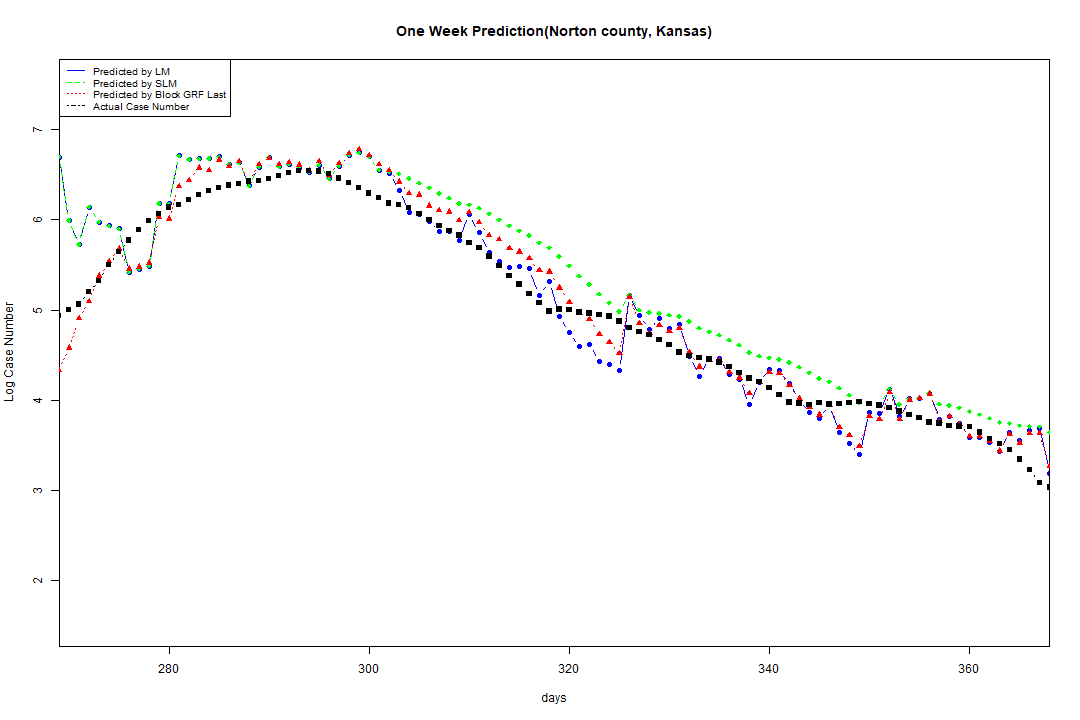 One Week Prediction(Norton county, Kansas)
Predicted by LM
Predicted by SLM
Predicted by Block GRF Last
Actual Case Number
Log Case Number
7
6
5
4
3
2
280 300 320 340 360
days